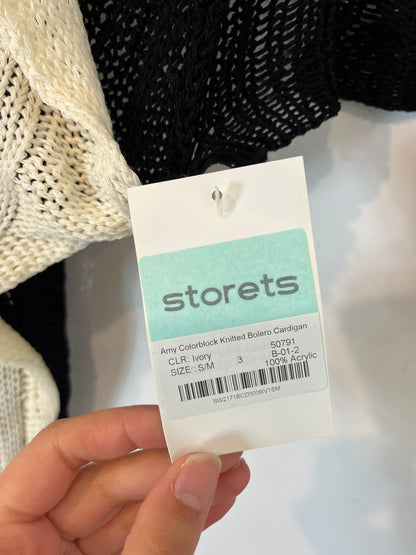 storets
Amy Colorblock Knitted Bolero Cardigan
CLR: Ivory 50791
SIZE: S/M 3 B-01-2
100% Acrylic
SW2171BCD0006IV1SM